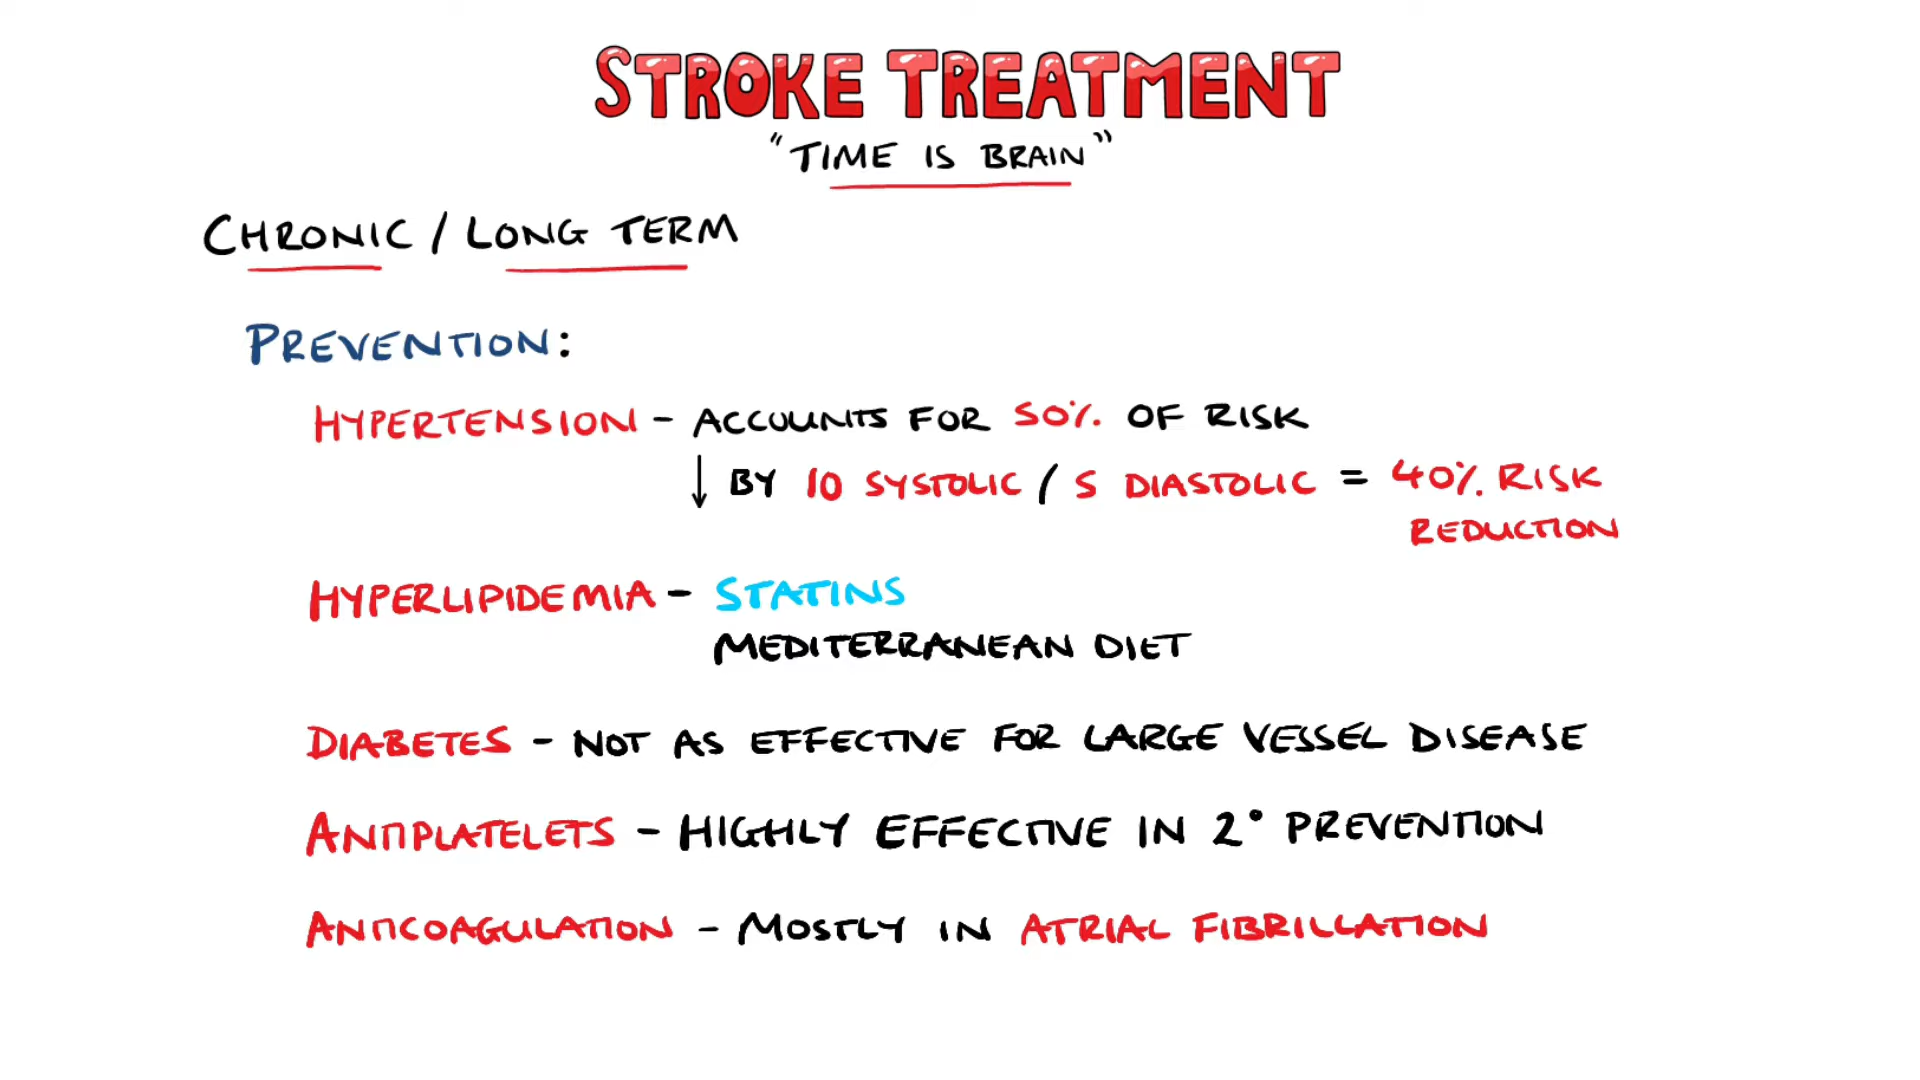 STROKE TREATMENT
"TIME IS BRAIN"
CHRONIC / LONG TERM
PREVENTION:
HYPERTENSION - ACCOUNTS FOR 50% OF RISK
↓ BY 10 SYSTOLIC / 5 DIASTOLIC = 40% RISK
REDUCTION
HYPERLIPIDEMIA - STATINS
MEDITERRANEAN DIET
DIABETES - NOT AS EFFECTIVE FOR LARGE VESSEL DISEASE
ANTIPLATELETS - HIGHLY EFFECTIVE IN 2° PREVENTION
ANTICOAGULATION - MOSTLY IN ATRIAL FIBRILLATION